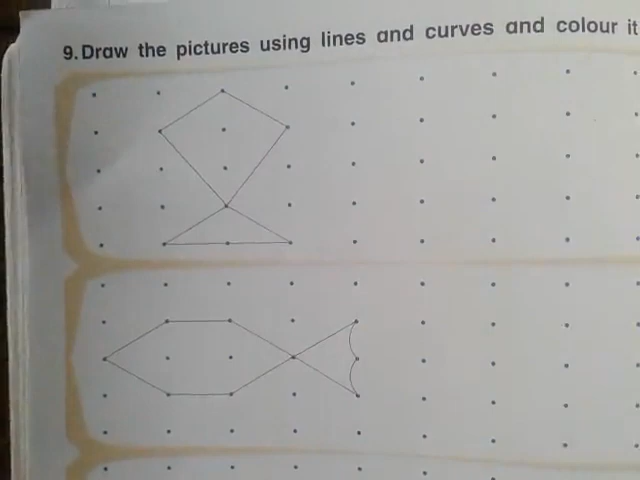 9. Draw the pictures using lines and curves and colour it